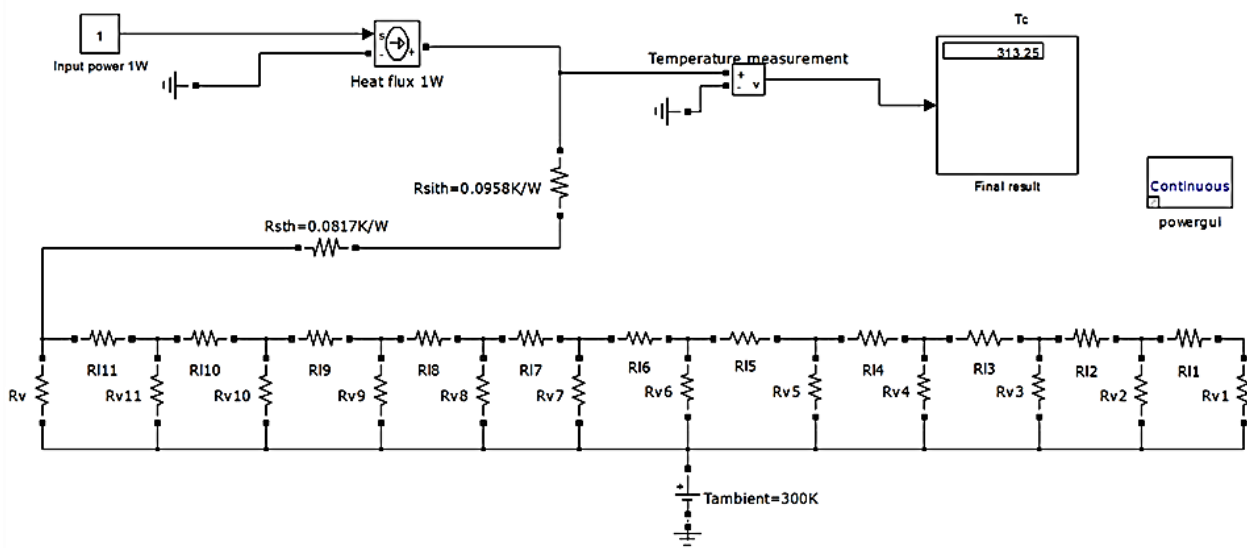 Tc
1
Input power 1W
s
-
+
Heat flux 1W
Temperature measurement
+
-
v
313.25
Final result
Continuous
powergui
Rsith=0.0958K/W
Rsth=0.0817K/W
Rl11
Rl10
Rl9
Rl8
Rl7
Rl6
Rl5
Rl4
Rl3
Rl2
Rl1
Rv
Rv11
Rv10
Rv9
Rv8
Rv7
Rv6
Rv5
Rv4
Rv3
Rv2
Rv1
+
Tambient=300K